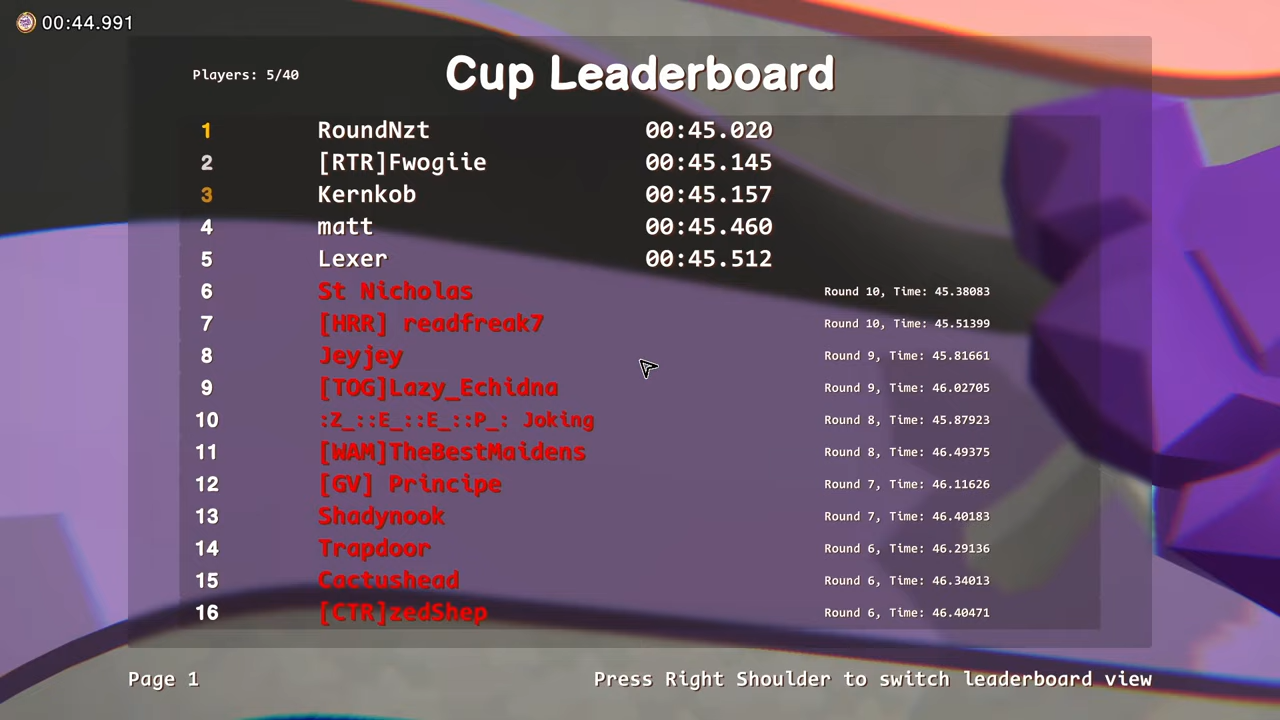 00:44.991
Players: 5/40
Cup Leaderboard
1 RoundNzt 00:45.020
2 [RTR]Fwogiie 00:45.145
3 Kernkob 00:45.157
4 matt 00:45.460
5 Lexer 00:45.512
6 St Nicholas Round 10, Time: 45.38083
7 [HRR] readfreak7 Round 10, Time: 45.51399
8 Jeyjey Round 9, Time: 45.81661
9 [TOG]Lazy_Echidna Round 9, Time: 46.02705
10 :Z_::E_::E_::P_: Joking Round 8, Time: 45.87923
11 [WAM]TheBestMaidens Round 8, Time: 46.49375
12 [GV] Principe Round 7, Time: 46.11626
13 Shadynook Round 7, Time: 46.40183
14 Trapdoor Round 6, Time: 46.29136
15 Cactushead Round 6, Time: 46.34013
16 [CTR]zedShep Round 6, Time: 46.40471
Page 1
Press Right Shoulder to switch leaderboard view